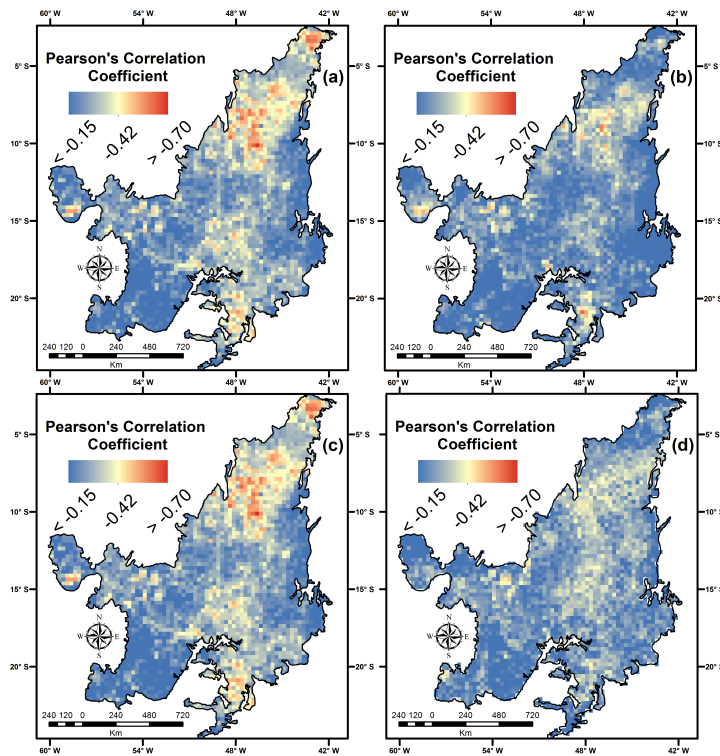 60° W 54° W 48° W 42° W
60° W 54° W 48° W 42° W
Pearson's Correlation
Coefficient
(a)
< -0.15 -0.42 > -0.70
5° S
10° S
15° S
20° S
N
W E
S
240 120 0 240 480 720
Km
Pearson's Correlation
Coefficient
(b)
< -0.15 -0.42 > -0.70
5° S
10° S
15° S
20° S
N
W E
S
240 120 0 240 480 720
Km
60° W 54° W 48° W 42° W
60° W 54° W 48° W 42° W
Pearson's Correlation
Coefficient
(c)
< -0.15 -0.42 > -0.70
5° S
10° S
15° S
20° S
N
W E
S
240 120 0 240 480 720
Km
Pearson's Correlation
Coefficient
(d)
< -0.15 -0.42 > -0.70
5° S
10° S
15° S
20° S
N
W E
S
240 120 0 240 480 720
Km
60° W 54° W 48° W 42° W
60° W 54° W 48° W 42° W